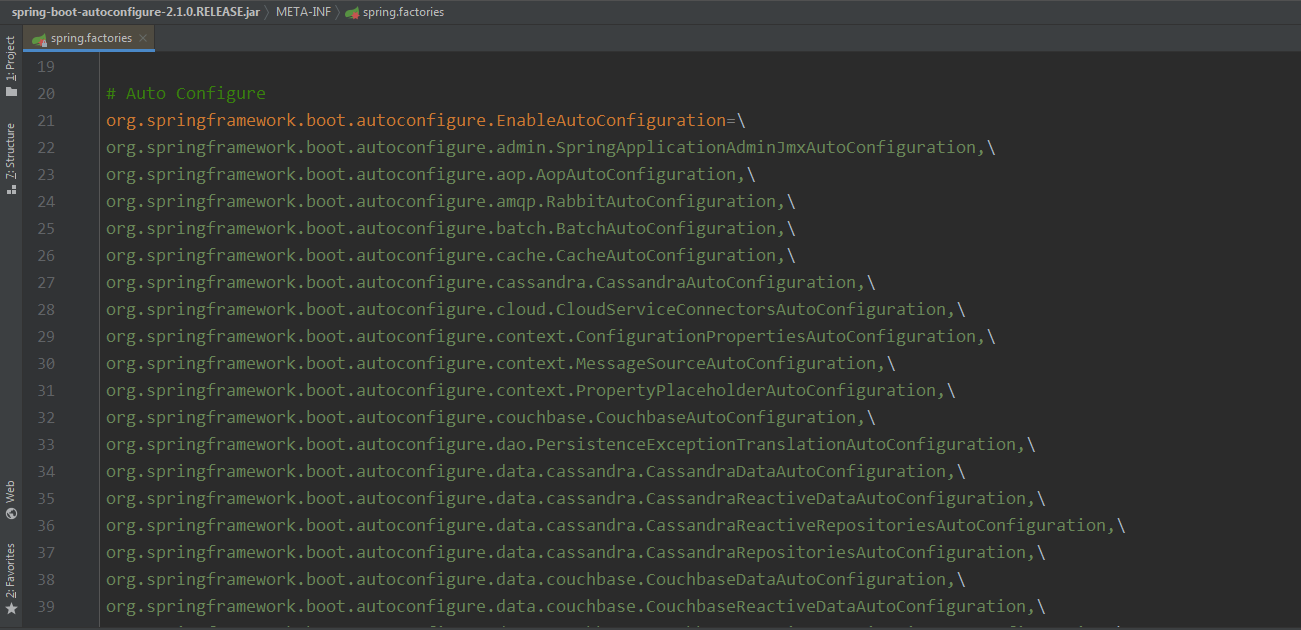 spring-boot-autoconfigure-2.1.0.RELEASE.jar META-INF spring.factories
spring.factories
1: Project
7: Structure
Web
2: Favorites
19
20 # Auto Configure
21 org.springframework.boot.autoconfigure.EnableAutoConfiguration=\
22 org.springframework.boot.autoconfigure.admin.SpringApplicationAdminJmxAutoConfiguration,\
23 org.springframework.boot.autoconfigure.aop.AopAutoConfiguration,\
24 org.springframework.boot.autoconfigure.amqp.RabbitAutoConfiguration,\
25 org.springframework.boot.autoconfigure.batch.BatchAutoConfiguration,\
26 org.springframework.boot.autoconfigure.cache.CacheAutoConfiguration,\
27 org.springframework.boot.autoconfigure.cassandra.CassandraAutoConfiguration,\
28 org.springframework.boot.autoconfigure.cloud.CloudServiceConnectorsAutoConfiguration,\
29 org.springframework.boot.autoconfigure.context.ConfigurationPropertiesAutoConfiguration,\
30 org.springframework.boot.autoconfigure.context.MessageSourceAutoConfiguration,\
31 org.springframework.boot.autoconfigure.context.PropertyPlaceholderAutoConfiguration,\
32 org.springframework.boot.autoconfigure.couchbase.CouchbaseAutoConfiguration,\
33 org.springframework.boot.autoconfigure.dao.PersistenceExceptionTranslationAutoConfiguration,\
34 org.springframework.boot.autoconfigure.data.cassandra.CassandraDataAutoConfiguration,\
35 org.springframework.boot.autoconfigure.data.cassandra.CassandraReactiveDataAutoConfiguration,\
36 org.springframework.boot.autoconfigure.data.cassandra.CassandraReactiveRepositoriesAutoConfiguration,\
37 org.springframework.boot.autoconfigure.data.cassandra.CassandraRepositoriesAutoConfiguration,\
38 org.springframework.boot.autoconfigure.data.couchbase.CouchbaseDataAutoConfiguration,\
39 org.springframework.boot.autoconfigure.data.couchbase.CouchbaseReactiveDataAutoConfiguration,\